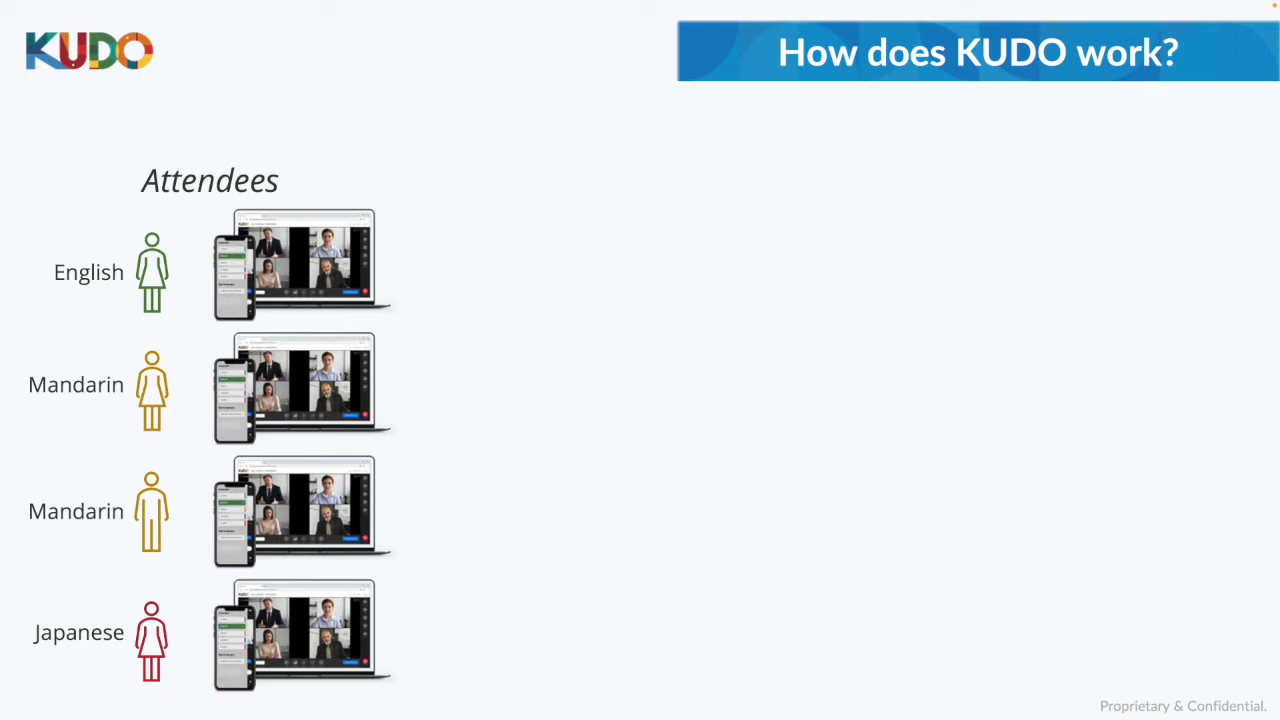 KUDO
How does KUDO work?
Attendees
English
Mandarin
Mandarin
Japanese
Proprietary & Confidential.